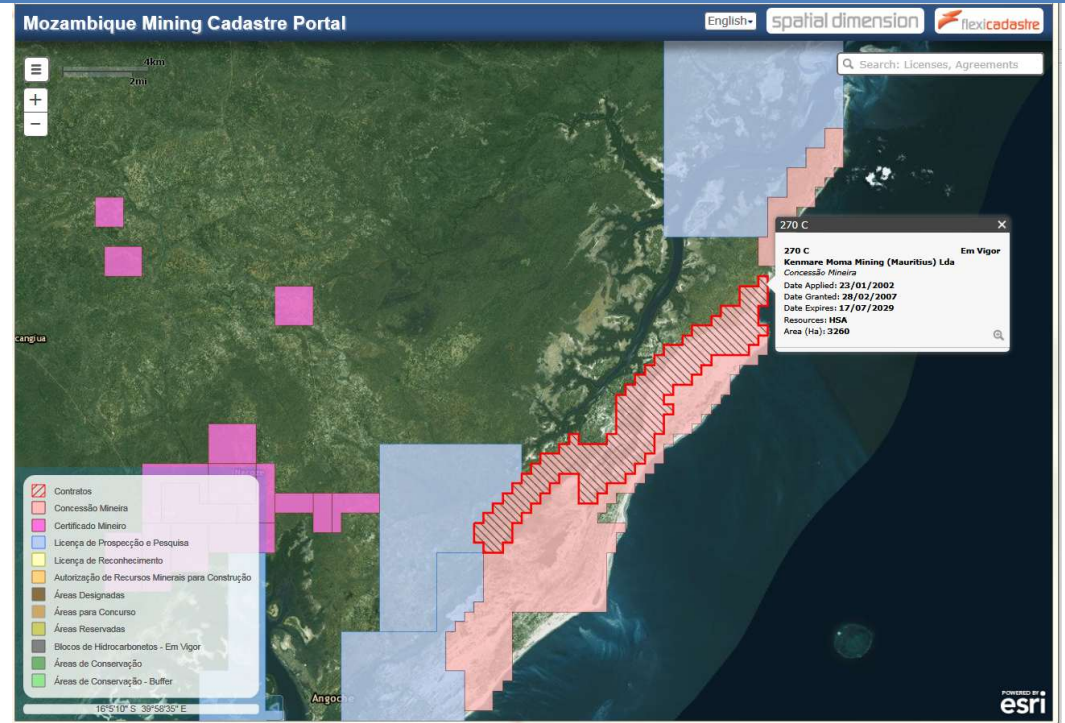 Mozambique Mining Cadastre Portal
English
spatial dimension
flexicadastre
4km
2mi
Search: Licenses, Agreements
+
−
270 C
270 C Em Vigor
Kenmare Moma Mining (Mauritius) Lda
Concessão Mineira
Date Applied: 23/01/2002
Date Granted: 28/02/2007
Date Expires: 17/07/2029
Resources: HSA
Area (Ha): 3260
cangiua
Contratos
Concessão Mineira
Certificado Mineiro
Licença de Prospecção e Pesquisa
Licença de Reconhecimento
Autorização de Recursos Minerais para Construção
Áreas Designadas
Áreas para Concurso
Áreas Reservadas
Blocos de Hidrocarbonetos - Em Vigor
Áreas de Conservação
Áreas de Conservação - Buffer
16°5'10" S 39°58'35" E
Angoche
POWERED BY
esri